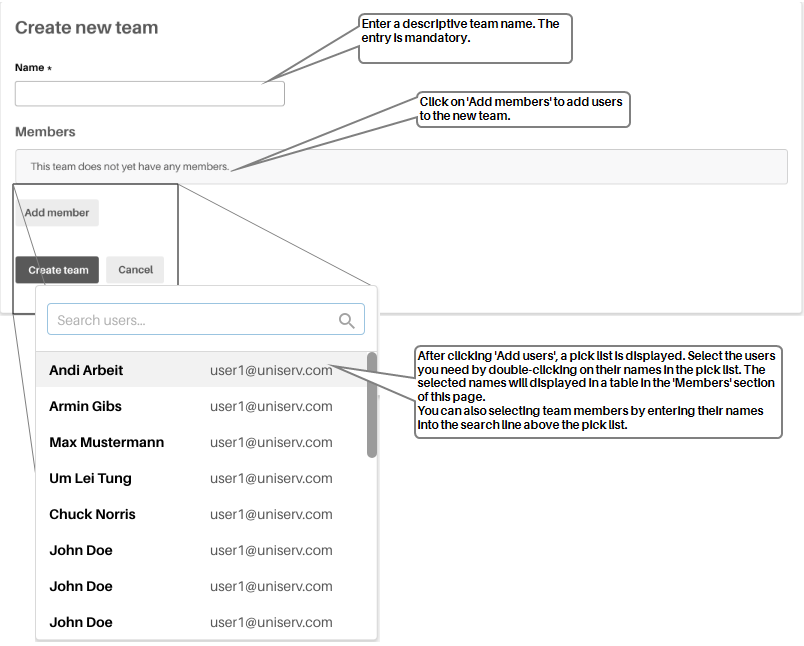 Create new team
Enter a descriptive team name. The
entry is mandatory.
Name *
Click on 'Add members' to add users
to the new team.
Members
This team does not yet have any members.
Add member
Create team
Cancel
Search users...
After clicking 'Add users', a pick list is displayed. Select the users
you need by double-clicking on their names in the pick list. The
selected names will displayed in a table in the 'Members' section
of this page.
You can also selecting team members by entering their names
into the search line above the pick list.
Andi Arbeit user1@uniserv.com
Armin Gibs user1@uniserv.com
Max Mustermann user1@uniserv.com
Um Lei Tung user1@uniserv.com
Chuck Norris user1@uniserv.com
John Doe user1@uniserv.com
John Doe user1@uniserv.com
John Doe user1@uniserv.com